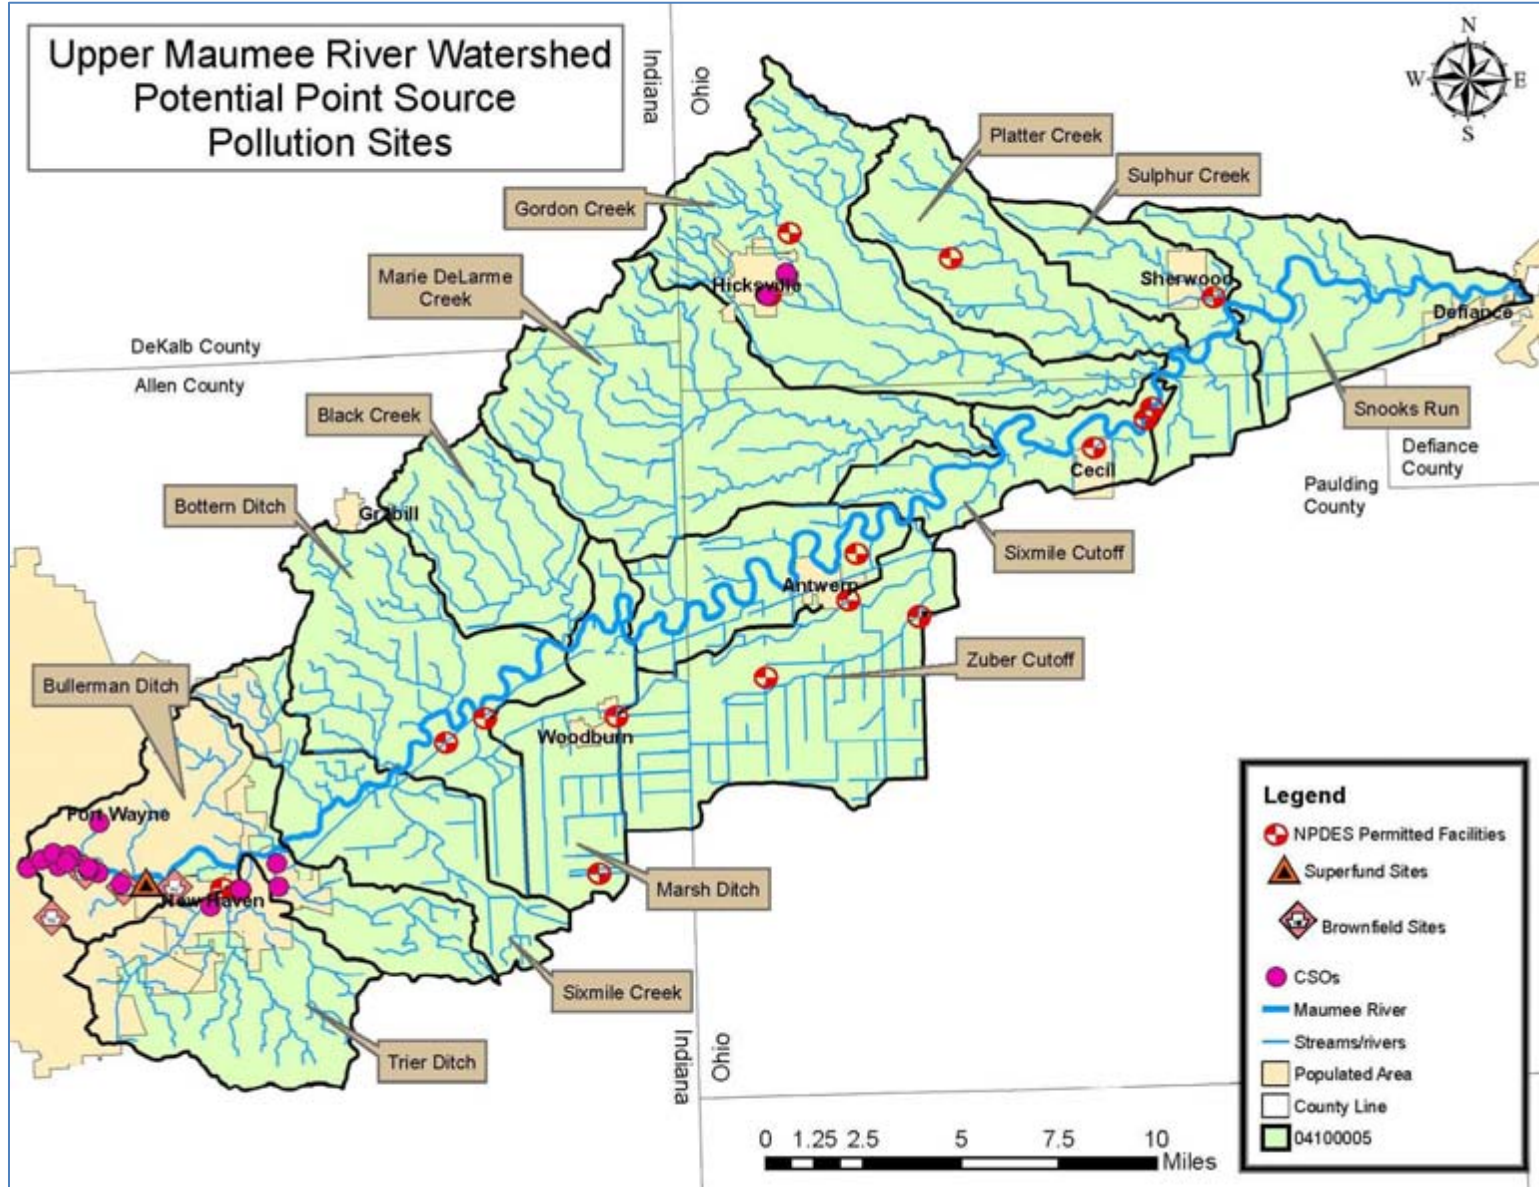 Upper Maumee River Watershed
Potential Point Source
Pollution Sites
Indiana
Ohio
N
W
E
S
Platter Creek
Sulphur Creek
Gordon Creek
Marie DeLarme
Creek
Hicksville
Sherwood
Defiance
DeKalb County
Allen County
Black Creek
Snooks Run
Defiance
County
Paulding
County
Cecil
Bottern Ditch
Grabill
Sixmile Cutoff
Antwerp
Zuber Cutoff
Bullerman Ditch
Woodburn
Fort Wayne
New Haven
Marsh Ditch
Sixmile Creek
Trier Ditch
Indiana
Ohio
Legend
NPDES Permitted Facilities
Superfund Sites
Brownfield Sites
CSOs
Maumee River
Streams/rivers
Populated Area
County Line
04100005
0 1.25 2.5 5 7.5 10
Miles